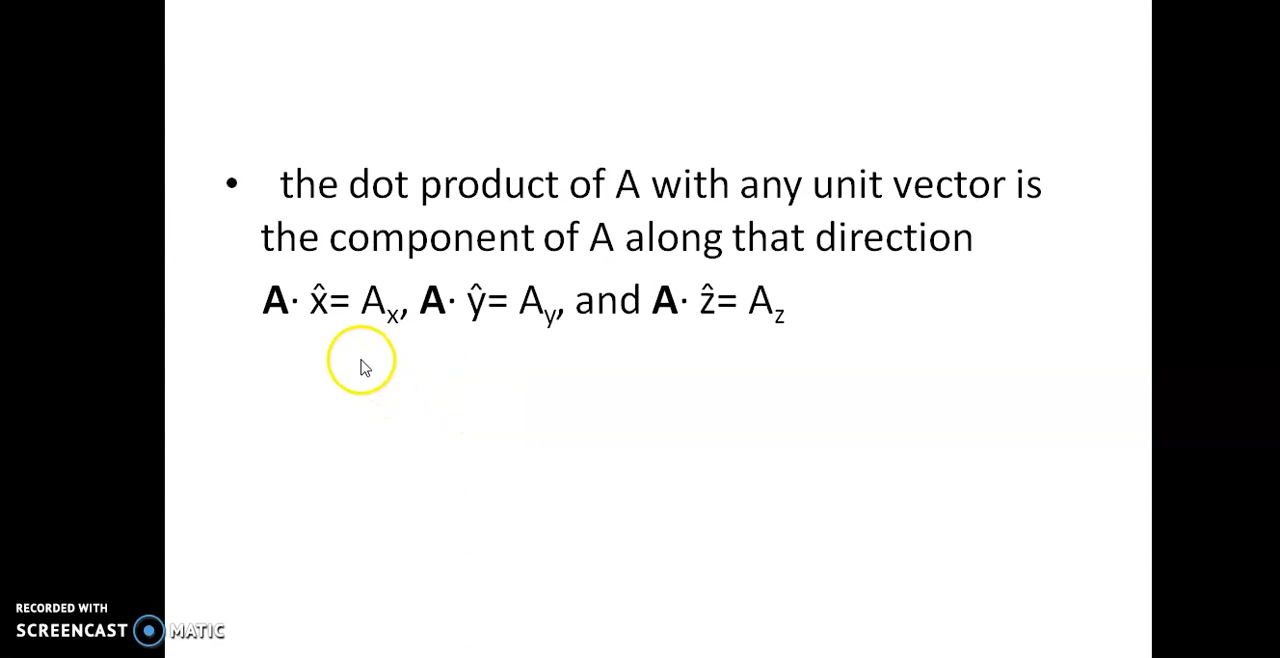 • the dot product of A with any unit vector is
the component of A along that direction
A· x̂= Aₓ, A· ŷ= Ay, and A· ẑ= Az
RECORDED WITH
SCREENCAST MATIC